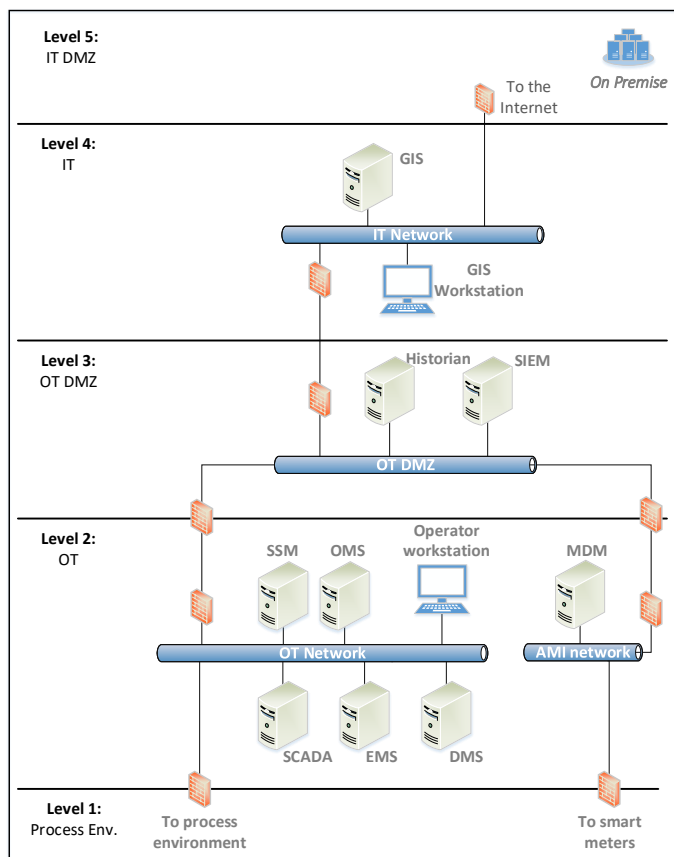 Level 5:
IT DMZ
On Premise
To the
Internet
Level 4:
IT
GIS
IT Network
GIS
Workstation
Level 3:
OT DMZ
Historian
SIEM
OT DMZ
Level 2:
OT
SSM
OMS
Operator
workstation
MDM
OT Network
AMI network
SCADA
EMS
DMS
Level 1:
Process Env.
To process
environment
To smart
meters